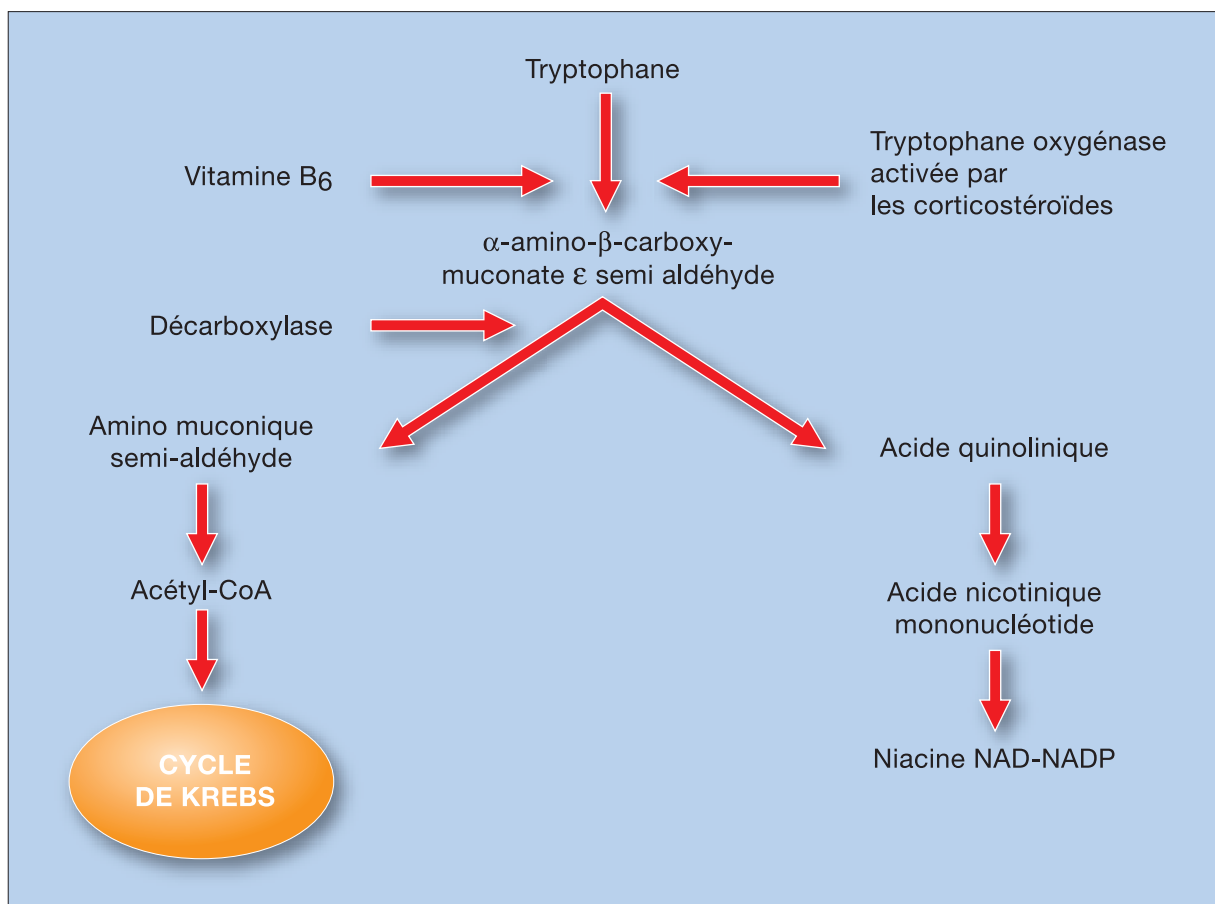 Tryptophane
Vitamine B6
Tryptophane oxygénase
activée par
les corticostéroïdes
α-amino-β-carboxy-
muconate ε semi aldéhyde
Décarboxylase
Amino muconique
semi-aldéhyde
Acide quinolinique
Acétyl-CoA
Acide nicotinique
mononucléotide
CYCLE
DE KREBS
Niacine NAD-NADP